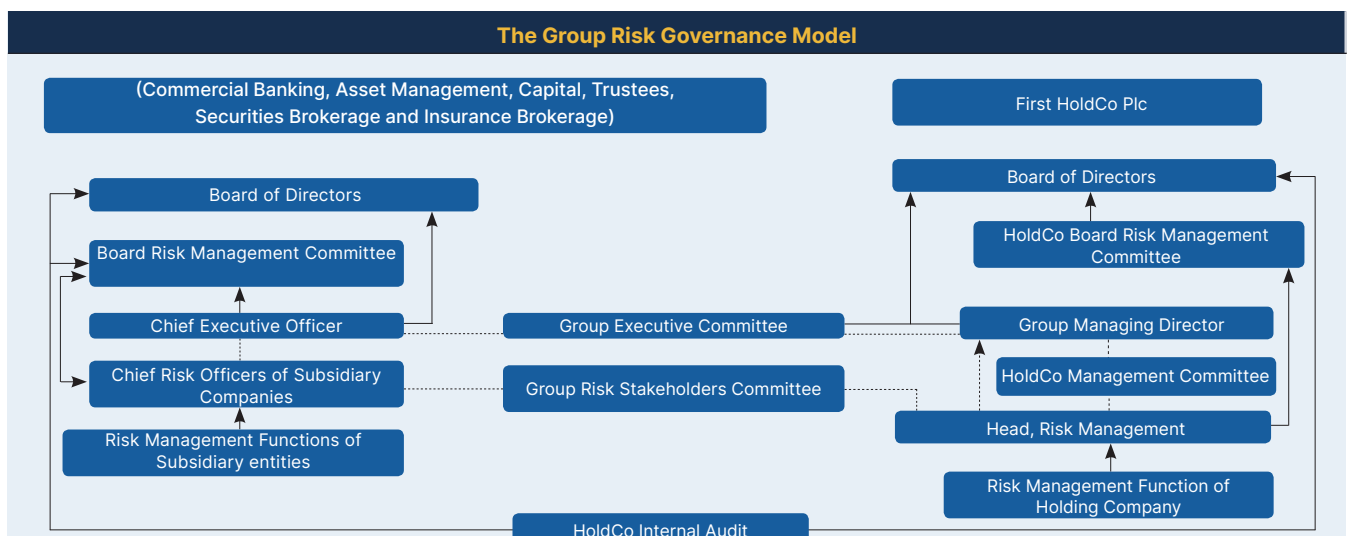 The Group Risk Governance Model
(Commercial Banking, Asset Management, Capital, Trustees,
Securities Brokerage and Insurance Brokerage)
First HoldCo Plc
Board of Directors
Board of Directors
Board Risk Management Committee
HoldCo Board Risk Management
Committee
Chief Executive Officer
Group Executive Committee
Group Managing Director
Chief Risk Officers of Subsidiary
Companies
Group Risk Stakeholders Committee
HoldCo Management Committee
Head, Risk Management
Risk Management Functions of
Subsidiary entities
Risk Management Function of
Holding Company
HoldCo Internal Audit